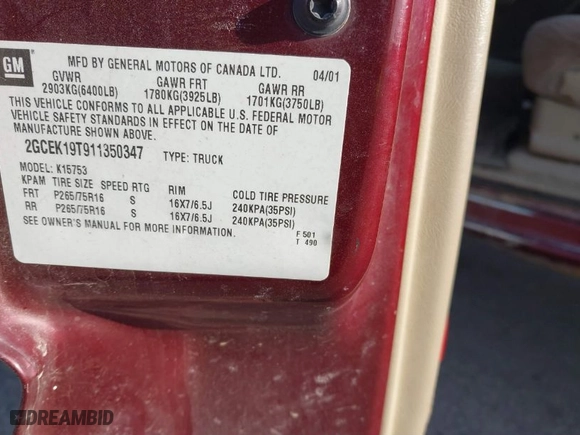 GM
MFD BY GENERAL MOTORS OF CANADA LTD. 04/01
GVWR GAWR FRT GAWR RR
2903KG(6400LB) 1780KG(3925LB) 1701KG(3750LB)
THIS VEHICLE CONFORMS TO ALL APPLICABLE U.S. FEDERAL MOTOR
VEHICLE SAFETY STANDARDS IN EFFECT ON THE DATE OF
MANUFACTURE SHOWN ABOVE.
2GCEK19T911350347 TYPE: TRUCK
MODEL: K15753
KPAM TIRE SIZE SPEED RTG RIM COLD TIRE PRESSURE
FRT P265/75R16 S 16X7/6.5J 240KPA(35PSI)
RR P265/75R16 S 16X7/6.5J 240KPA(35PSI)
SEE OWNER'S MANUAL FOR MORE INFORMATION.
F 501
T 490
DREAMBID